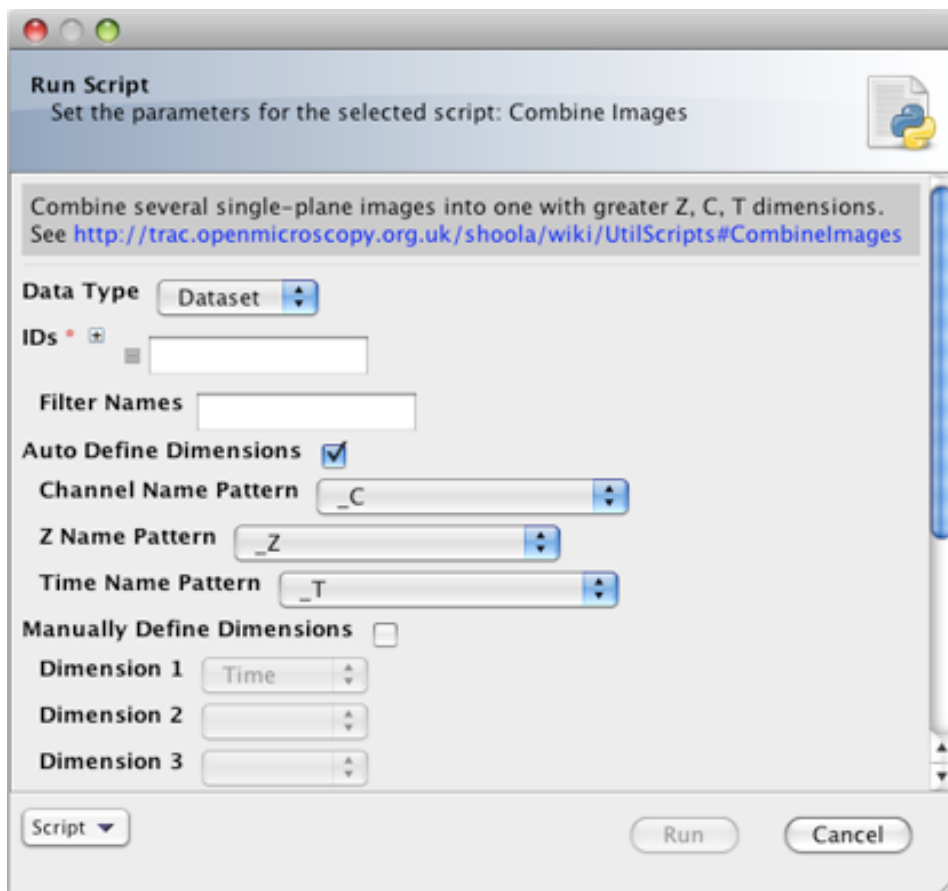 Run Script
Set the parameters for the selected script: Combine Images
Combine several single-plane images into one with greater Z, C, T dimensions.
See http://trac.openmicroscopy.org.uk/shoola/wiki/UtilScripts#CombineImages
Data Type Dataset
IDs *
Filter Names
Auto Define Dimensions
Channel Name Pattern _C
Z Name Pattern _Z
Time Name Pattern _T
Manually Define Dimensions
Dimension 1 Time
Dimension 2
Dimension 3
Script Run Cancel